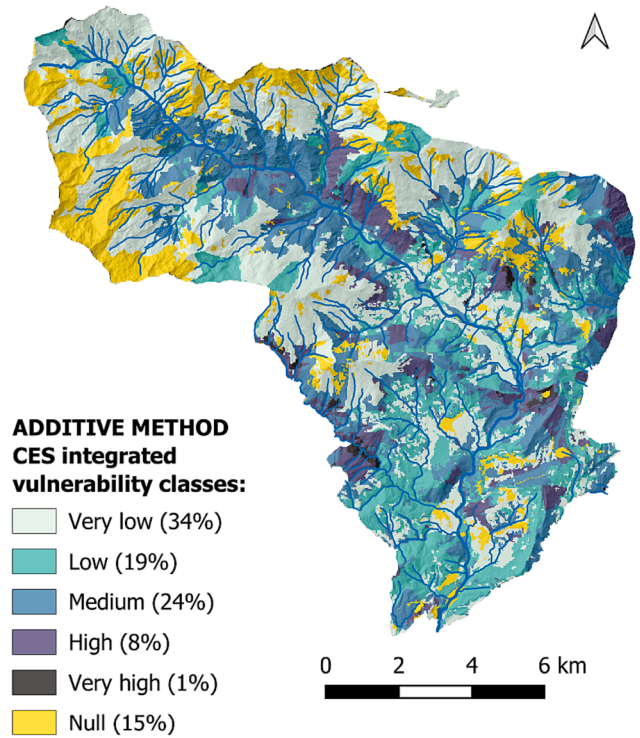 ADDITIVE METHOD
CES integrated
vulnerability classes:
Very low (34%)
Low (19%)
Medium (24%)
High (8%)
Very high (1%)
Null (15%)
0 2 4 6 km